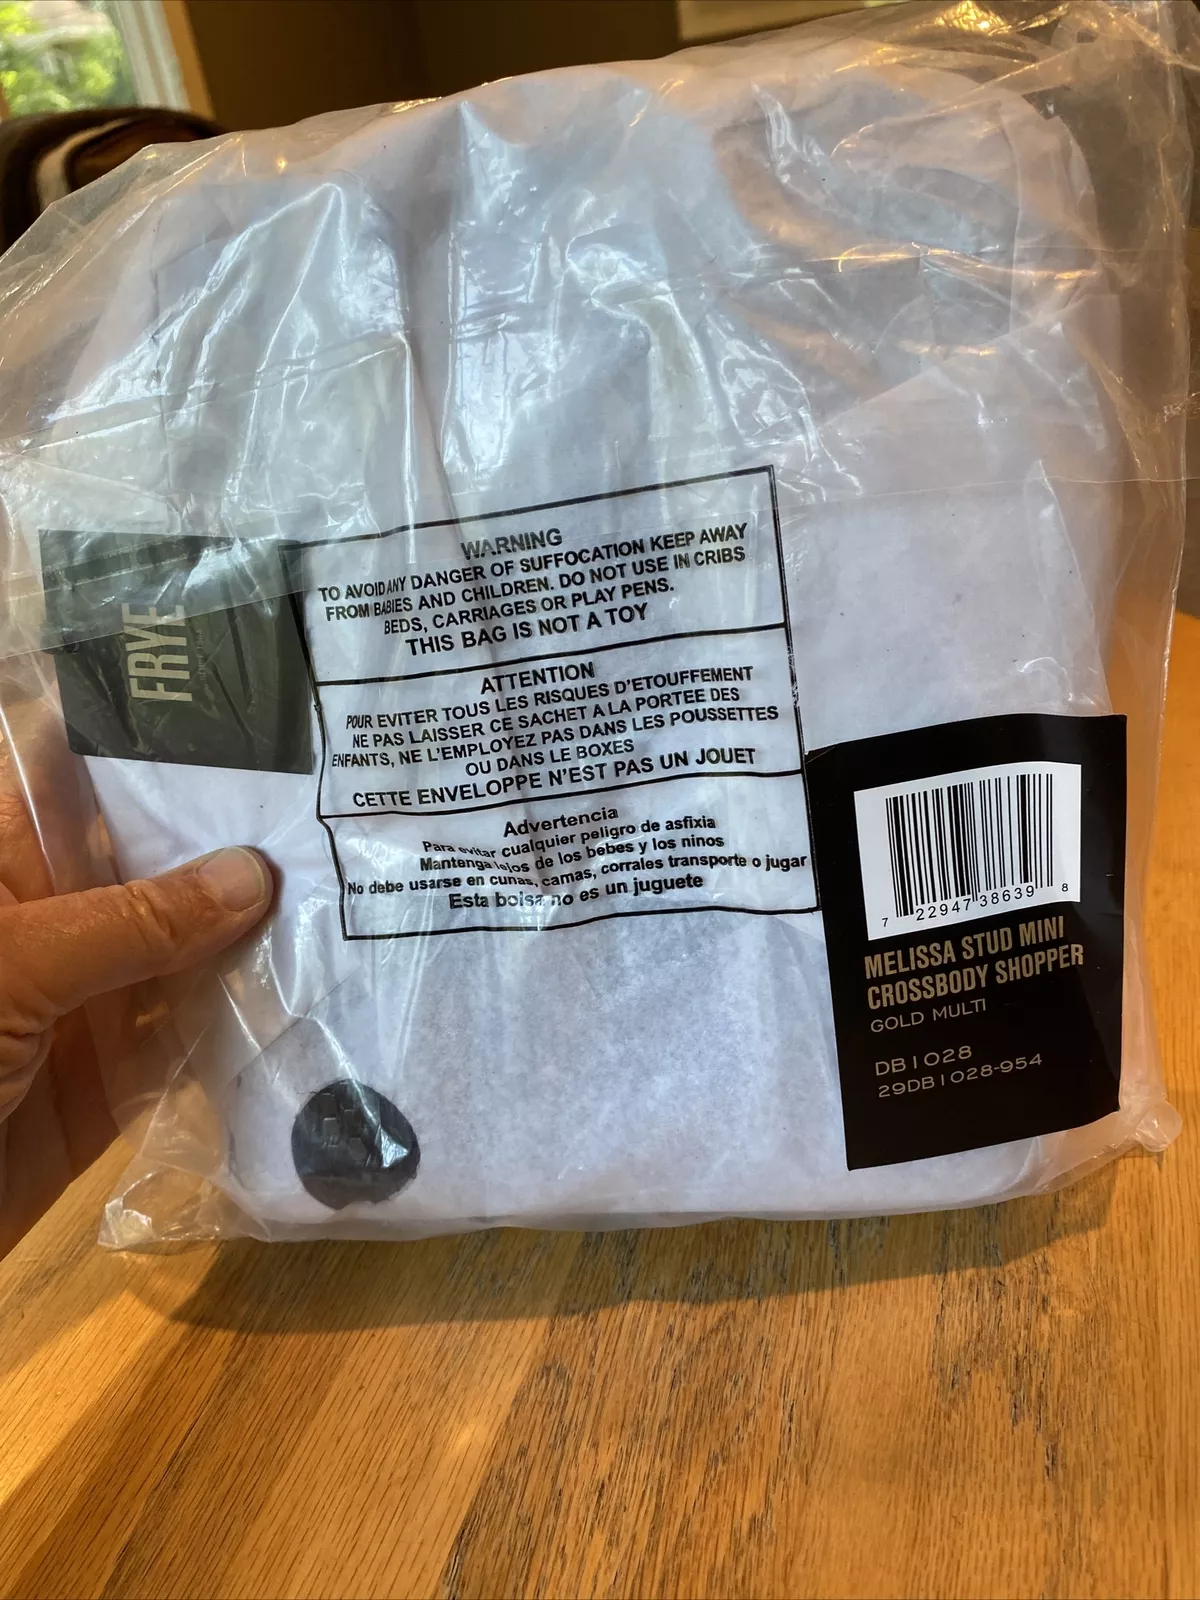 FRYE
WARNING
TO AVOID ANY DANGER OF SUFFOCATION KEEP AWAY
FROM BABIES AND CHILDREN. DO NOT USE IN CRIBS
BEDS, CARRIAGES OR PLAY PENS.
THIS BAG IS NOT A TOY
ATTENTION
POUR EVITER TOUS LES RISQUES D'ETOUFFEMENT
NE PAS LAISSER CE SACHET A LA PORTEE DES
ENFANTS, NE L'EMPLOYEZ PAS DANS LES POUSSETTES
OU DANS LE BOXES
CETTE ENVELOPPE N'EST PAS UN JOUET
Advertencia
Para evitar cualquier peligro de asfixia
Mantenga lejos de los bebes y los ninos
No debe usarse en cunas, camas, corrales transporte o jugar
Esta bolsa no es un juguete
7 22947 38639 8
MELISSA STUD MINI
CROSSBODY SHOPPER
GOLD MULTI
DB1028
29DB1028-954